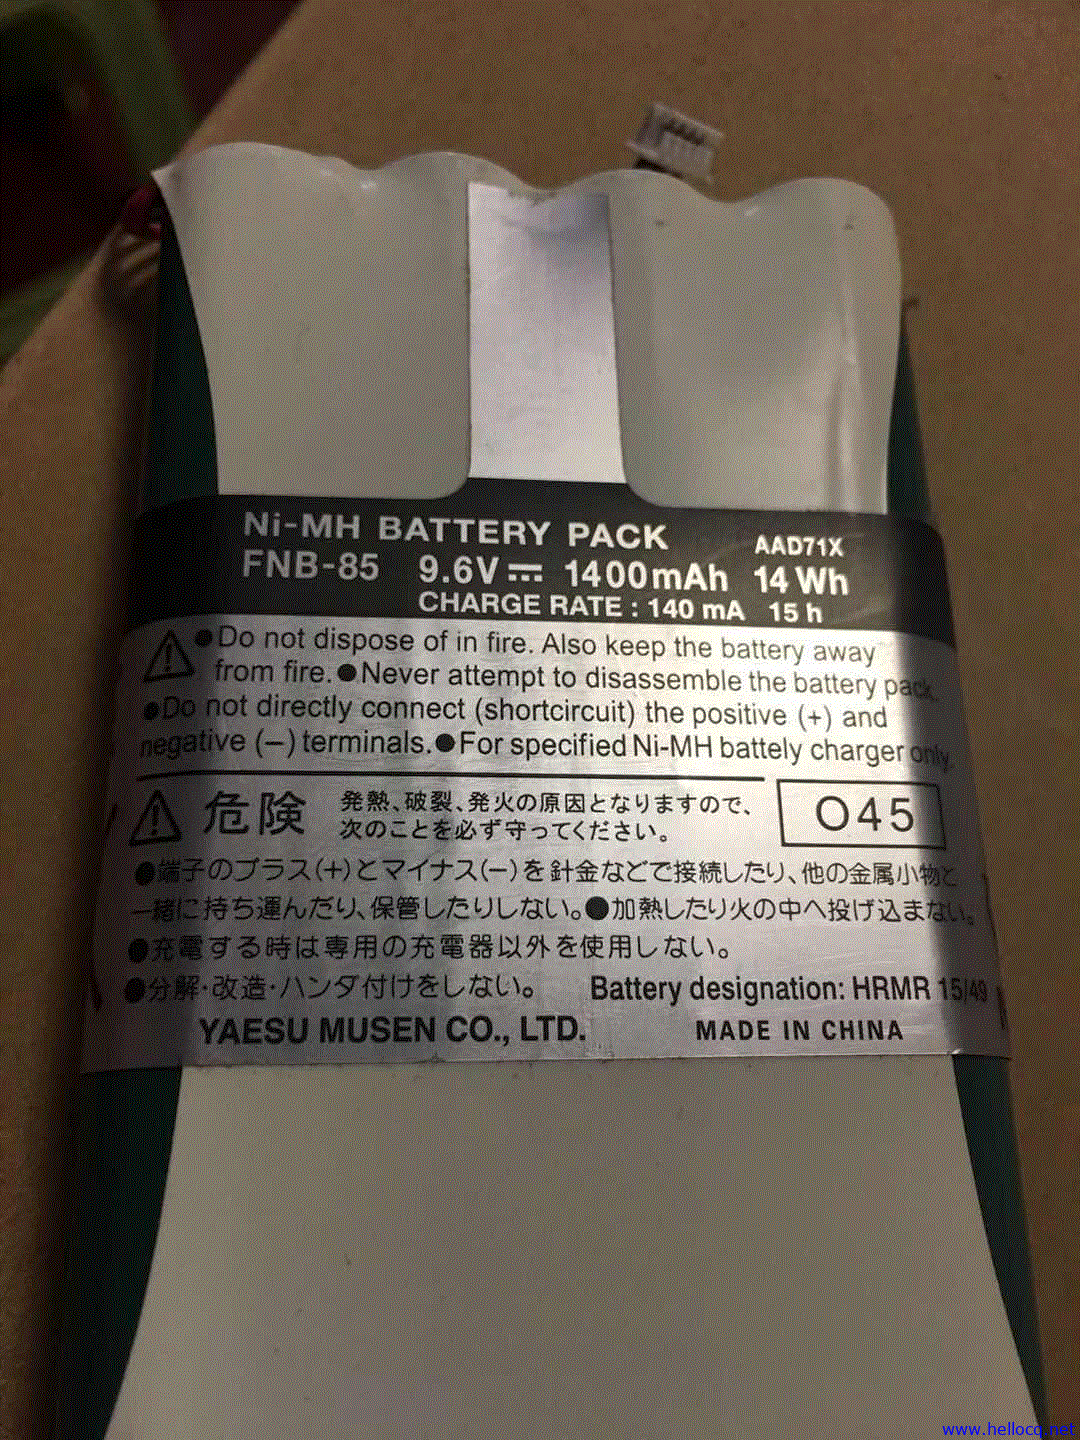 Ni-MH BATTERY PACK
AAD71X
FNB-85 9.6V 1400mAh 14 Wh
CHARGE RATE : 140 mA 15 h
●Do not dispose of in fire. Also keep the battery away
from fire. ●Never attempt to disassemble the battery pack.
●Do not directly connect (shortcircuit) the positive (+) and
negative (−) terminals. ●For specified Ni-MH battely charger only.
危険 発熱、破裂、発火の原因となりますので、
次のことを必ず守ってください。
O45
●端子のプラス(+)とマイナス(−)を針金などで接続したり、他の金属小物と
一緒に持ち運んだり、保管したりしない。●加熱したり火の中へ投げ込まない。
●充電する時は専用の充電器以外を使用しない。
●分解・改造・ハンダ付けをしない。 Battery designation: HRMR 15/49
YAESU MUSEN CO., LTD. MADE IN CHINA
www.hellocq.net